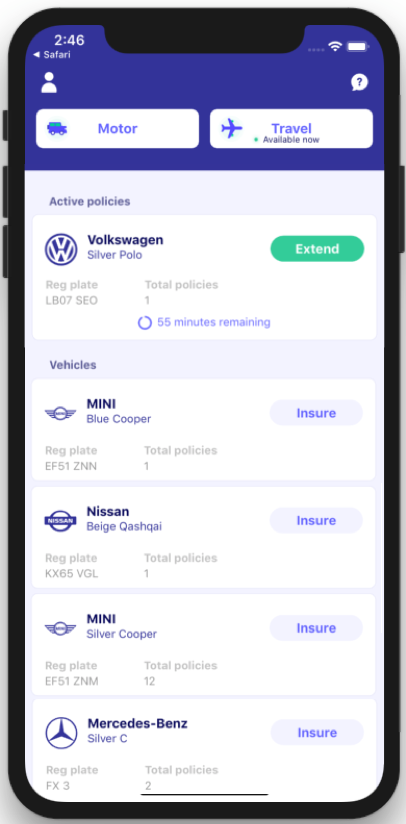 2:46
◀ Safari
?
Motor
Travel
Available now
Active policies
Volkswagen
Silver Polo
Extend
Reg plate Total policies
LB07 SEO 1
55 minutes remaining
Vehicles
MINI
Blue Cooper
Insure
Reg plate Total policies
EF51 ZNN 1
NISSAN
Nissan
Beige Qashqai
Insure
Reg plate Total policies
KX65 VGL 1
MINI
Silver Cooper
Insure
Reg plate Total policies
EF51 ZNM 12
Mercedes-Benz
Silver C
Insure
Reg plate Total policies
FX 3 2